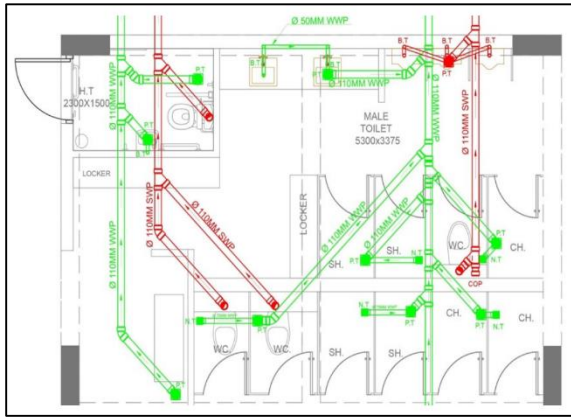 Ø 50MM WWP
B.T
B.T
B.T
B.T
P.T
P.T
P.T
H.T
2300X1500
Ø 110MM WWP
Ø 110MM WWP
Ø 110MM WWP
Ø 110MM SWP
MALE
TOILET
5300x3375
P.T
B.T
LOCKER
Ø 110MM SWP
Ø 110MM SWP
LOCKER
Ø 110MM WWP
Ø 110MM WWP
Ø 110MM WWP
SH.
P.T
SH.
N.T
WC.
P.T
N.T
CH.
COP
N.T
P.T
WC.
WC.
P.T
N.T
P.T
P.T
N.T
SH.
SH.
CH.
CH.
P.T